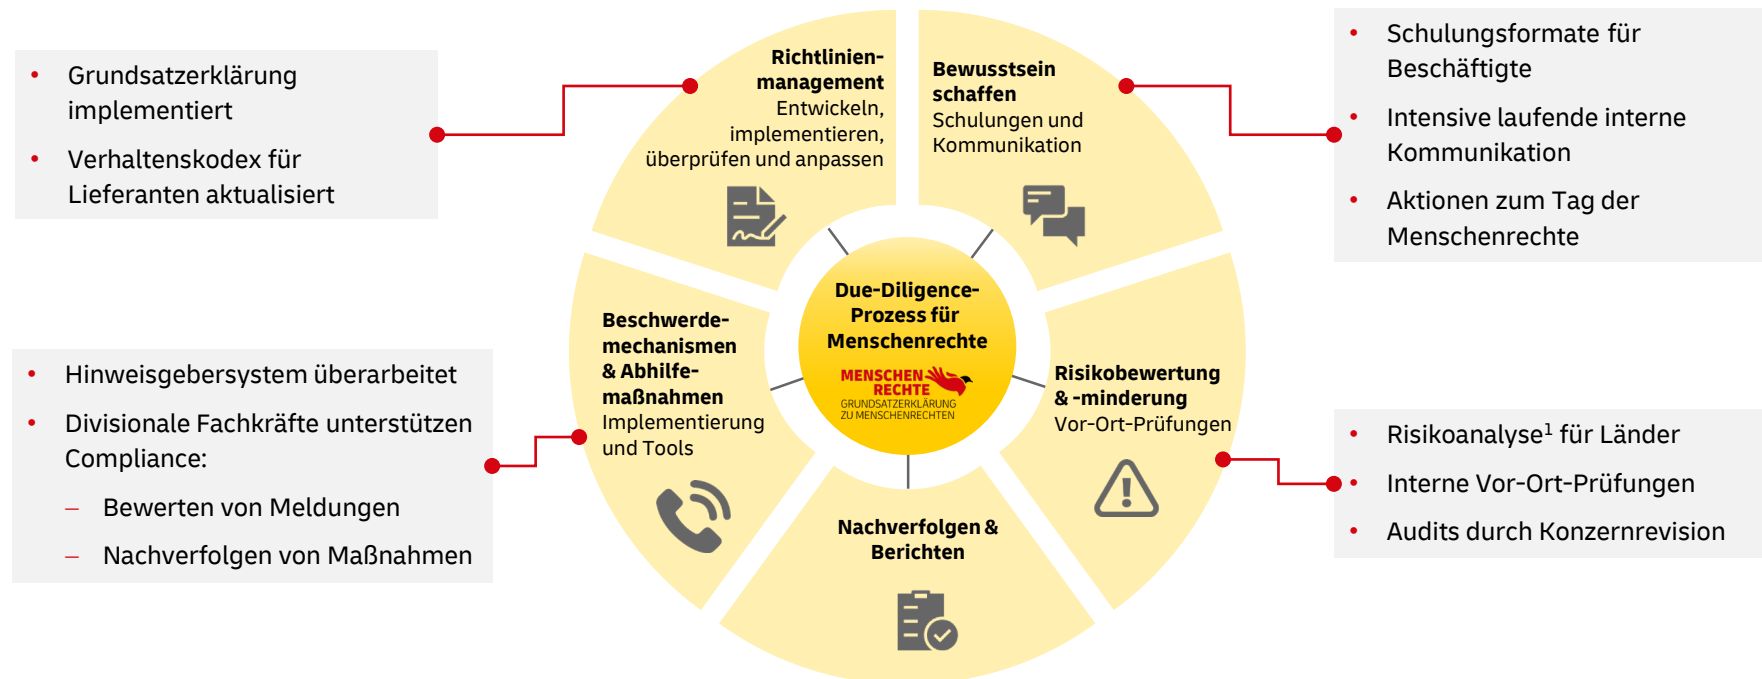 • Grundsatzerklärung
implementiert
• Verhaltenskodex für
Lieferanten aktualisiert
Richtlinien-
management
Entwickeln,
implementieren,
überprüfen und anpassen
Bewusstsein
schaffen
Schulungen und
Kommunikation
• Schulungsformate für
Beschäftigte
• Intensive laufende interne
Kommunikation
• Aktionen zum Tag der
Menschenrechte
Due-Diligence-
Prozess für
Menschenrechte
MENSCHEN
RECHTE
GRUNDSATZERKLÄRUNG
ZU MENSCHENRECHTEN
• Hinweisgebersystem überarbeitet
• Divisionale Fachkräfte unterstützen
Compliance:
– Bewerten von Meldungen
– Nachverfolgen von Maßnahmen
Beschwerde-
mechanismen
& Abhilfe-
maßnahmen
Implementierung
und Tools
Risikobewertung
& -minderung
Vor-Ort-Prüfungen
• Risikoanalyse¹ für Länder
• Interne Vor-Ort-Prüfungen
• Audits durch Konzernrevision
Nachverfolgen &
Berichten